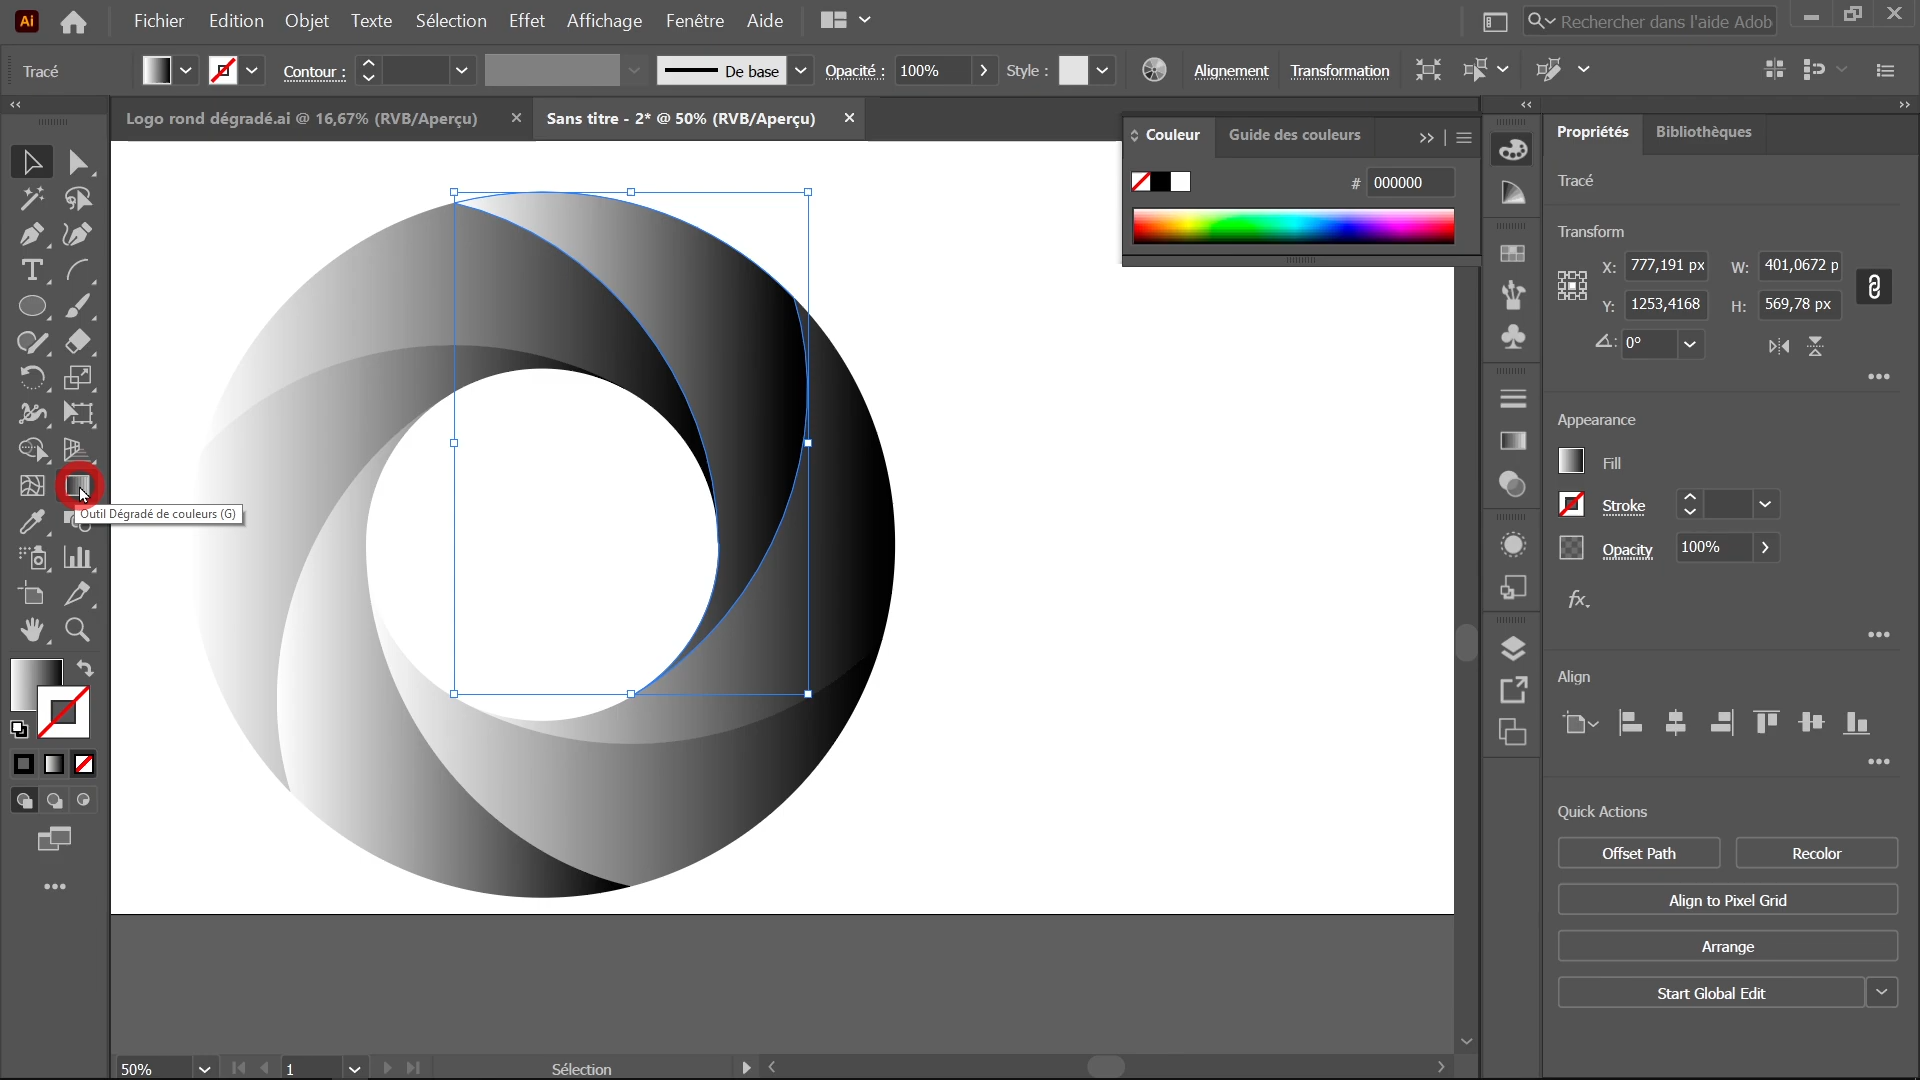 Ai
Fichier Edition Objet Texte Sélection Effet Affichage Fenêtre Aide
Rechercher dans l'aide Adob
Tracé
Contour :
De base
Opacité :
100%
Style :
Alignement
Transformation
Logo rond dégradé.ai @ 16,67% (RVB/Aperçu)
Sans titre - 2* @ 50% (RVB/Aperçu)
Couleur
Guide des couleurs
# 000000
Propriétés
Bibliothèques
Tracé
Transform
X: 777,191 px
W: 401,0672 p
Y: 1253,4168
H: 569,78 px
0°
Appearance
Fill
Stroke
Opacity
100%
fx
Align
Quick Actions
Offset Path
Recolor
Align to Pixel Grid
Arrange
Start Global Edit
Outil Dégradé de couleurs (G)
50%
1
Sélection